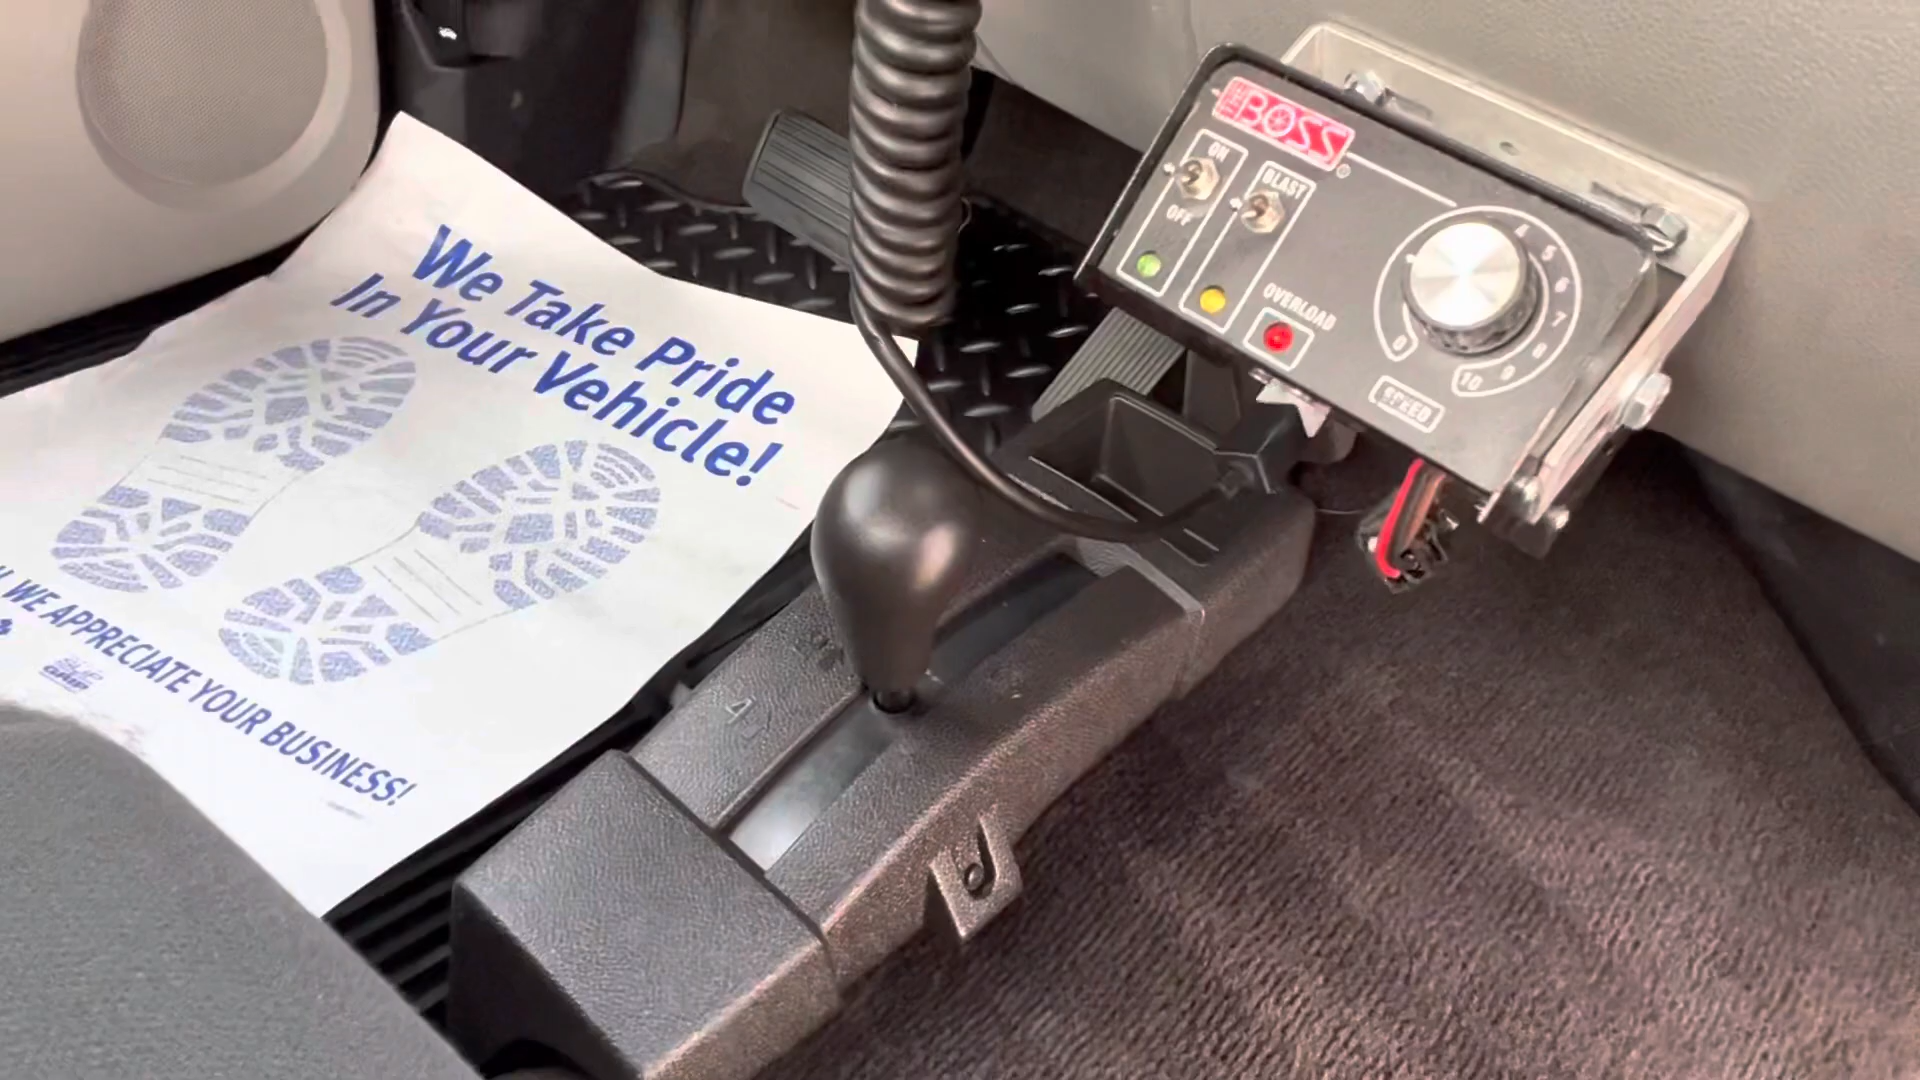 We Take Pride
In Your Vehicle!
WE APPRECIATE YOUR BUSINESS!
THE BOSS®
ON
OFF
BLAST
OVERLOAD
0
4
5
6
7
8
9
10
SPEED
4